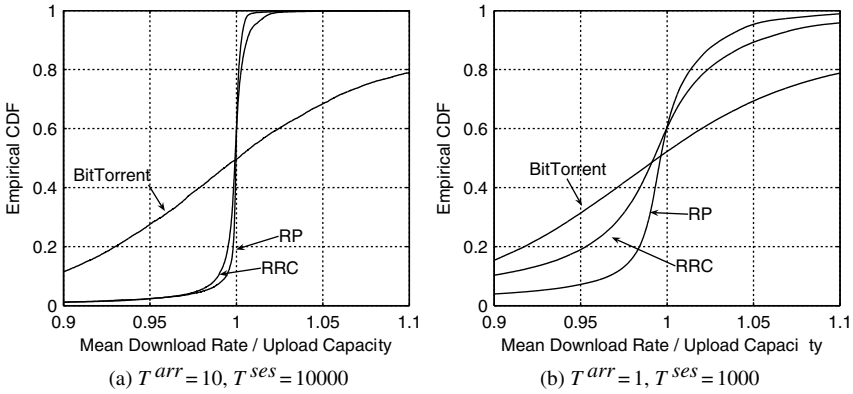 1
0.8
0.6
0.4
0.2
0
Empirical CDF
BitTorrent
RP
RRC
0.9
0.95
1
1.05
1.1
Mean Download Rate / Upload Capacity
(a) T^arr = 10, T^ses = 10000
1
0.8
0.6
0.4
0.2
0
Empirical CDF
BitTorrent
RP
RRC
0.9
0.95
1
1.05
1.1
Mean Download Rate / Upload Capaci ty
(b) T^arr = 1, T^ses = 1000